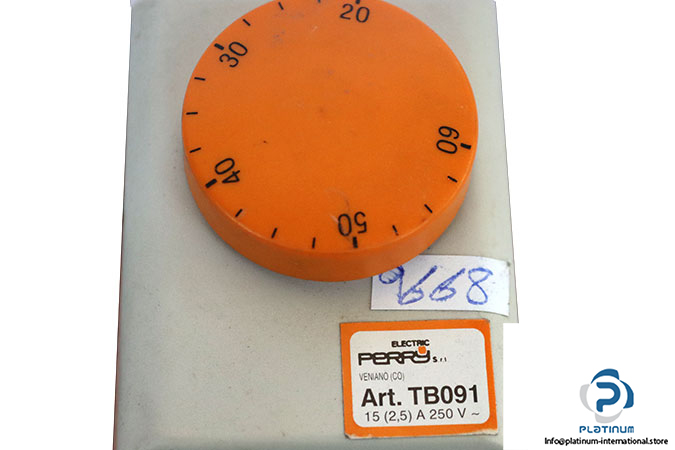 20
30
60
40
50
9668
ELECTRIC
PERRY S.r.l.
VENIANO (CO)
Art. TB091
15 (2,5) A 250 V ~
PLATINUM
Info@platinum-international.store